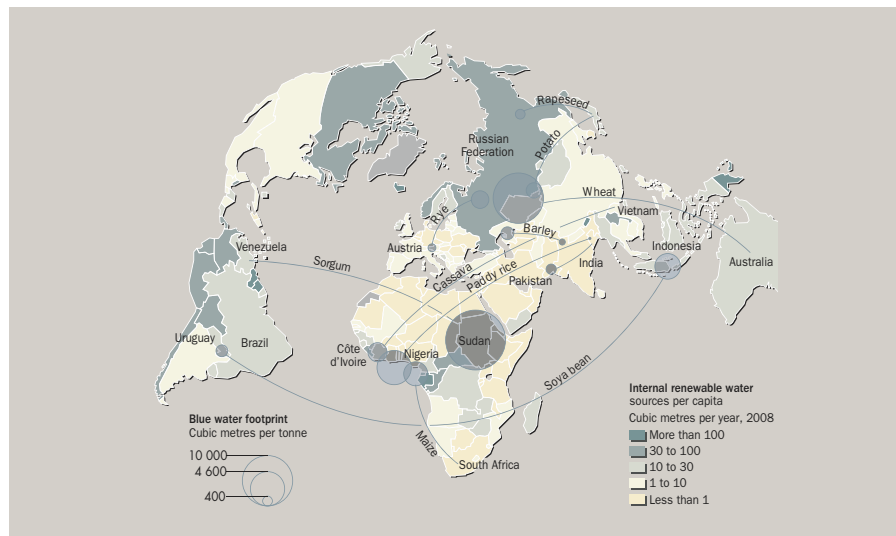 Rapeseed
Russian
Federation
Potato
Wheat
Vietnam
Rye
Barley
Venezuela
Austria
Indonesia
Australia
Sorgum
Cassava
Paddy rice
India
Pakistan
Uruguay
Brazil
Côte
d'Ivoire
Nigeria
Sudan
Soya bean
Maize
South Africa
Blue water footprint
Cubic metres per tonne
10 000
4 600
400
Internal renewable water
sources per capita
Cubic metres per year, 2008
More than 100
30 to 100
10 to 30
1 to 10
Less than 1